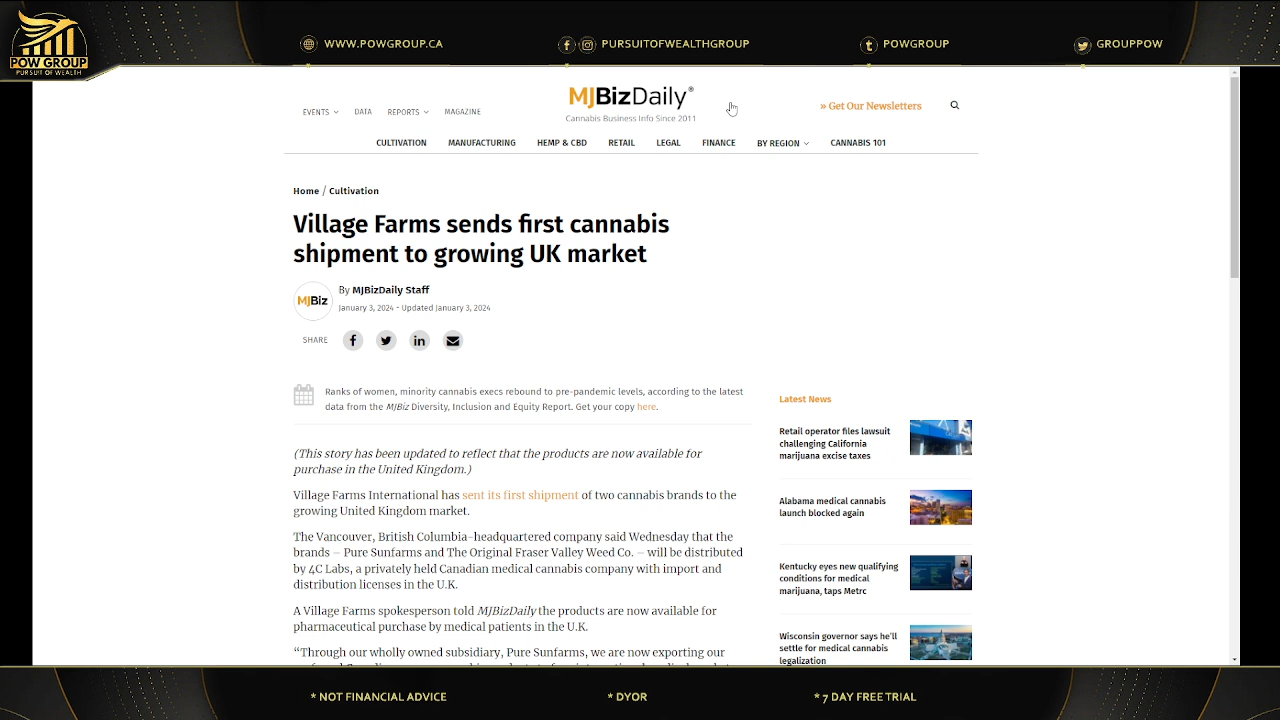 POW GROUP
PURSUIT OF WEALTH
WWW.POWGROUP.CA
PURSUITOFWEALTHGROUP
POWGROUP
GROUPPOW
EVENTS
DATA
REPORTS
MAGAZINE
MJBizDaily®
Cannabis Business Info Since 2011
» Get Our Newsletters
CULTIVATION
MANUFACTURING
HEMP & CBD
RETAIL
LEGAL
FINANCE
BY REGION
CANNABIS 101
Home / Cultivation
Village Farms sends first cannabis
shipment to growing UK market
MJBiz
By MJBizDaily Staff
January 3, 2024 - Updated January 3, 2024
SHARE
Ranks of women, minority cannabis execs rebound to pre-pandemic levels, according to the latest
data from the MJBiz Diversity, Inclusion and Equity Report. Get your copy here.
(This story has been updated to reflect that the products are now available for
purchase in the United Kingdom.)
Village Farms International has sent its first shipment of two cannabis brands to the
growing United Kingdom market.
The Vancouver, British Columbia-headquartered company said Wednesday that the
brands – Pure Sunfarms and The Original Fraser Valley Weed Co. – will be distributed
by 4C Labs, a privately held Canadian medical cannabis company with import and
distribution licenses in the U.K.
A Village Farms spokesperson told MJBizDaily the products are now available for
pharmaceutical purchase by medical patients in the U.K.
“Through our wholly owned subsidiary, Pure Sunfarms, we are now exporting our
Latest News
Retail operator files lawsuit
challenging California
marijuana excise taxes
Alabama medical cannabis
launch blocked again
Kentucky eyes new qualifying
conditions for medical
marijuana, taps Metrc
Wisconsin governor says he'll
settle for medical cannabis
legalization
* NOT FINANCIAL ADVICE
* DYOR
* 7 DAY FREE TRIAL